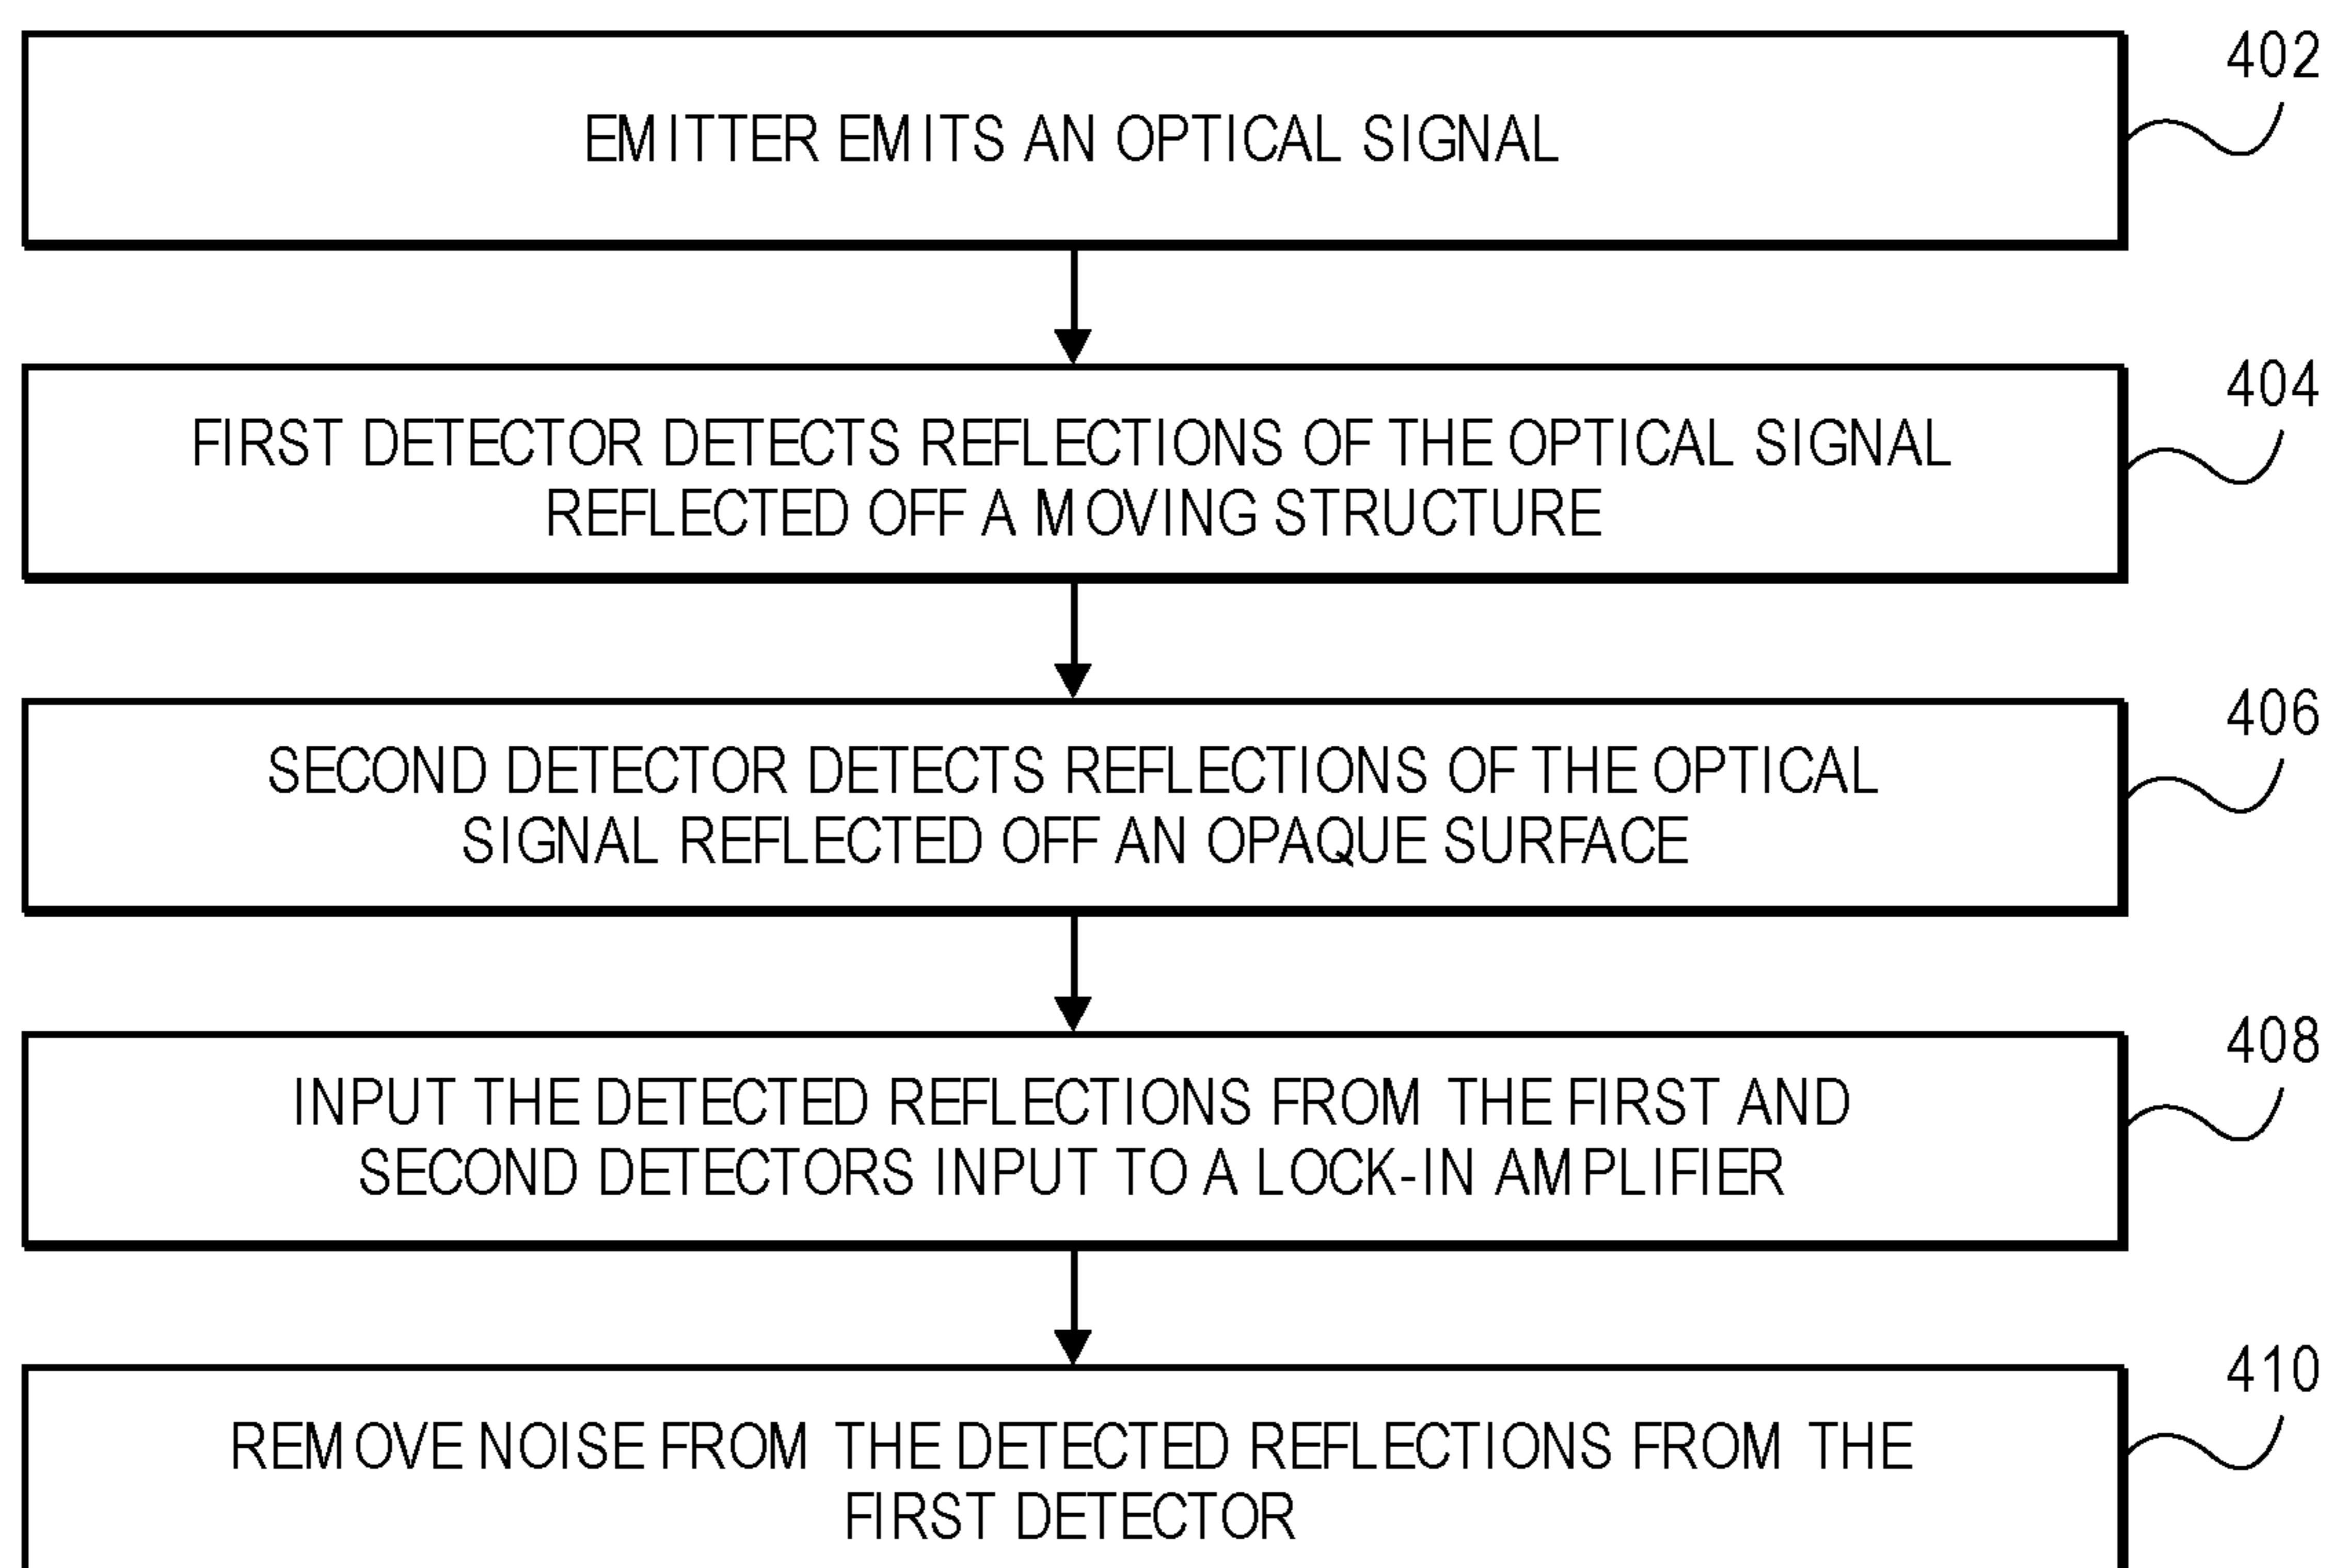 402
EMITTER EMITS AN OPTICAL SIGNAL
404
FIRST DETECTOR DETECTS REFLECTIONS OF THE OPTICAL SIGNAL
REFLECTED OFF A MOVING STRUCTURE
406
SECOND DETECTOR DETECTS REFLECTIONS OF THE OPTICAL
SIGNAL REFLECTED OFF AN OPAQUE SURFACE
408
INPUT THE DETECTED REFLECTIONS FROM THE FIRST AND
SECOND DETECTORS INPUT TO A LOCK-IN AMPLIFIER
410
REMOVE NOISE FROM THE DETECTED REFLECTIONS FROM THE
FIRST DETECTOR